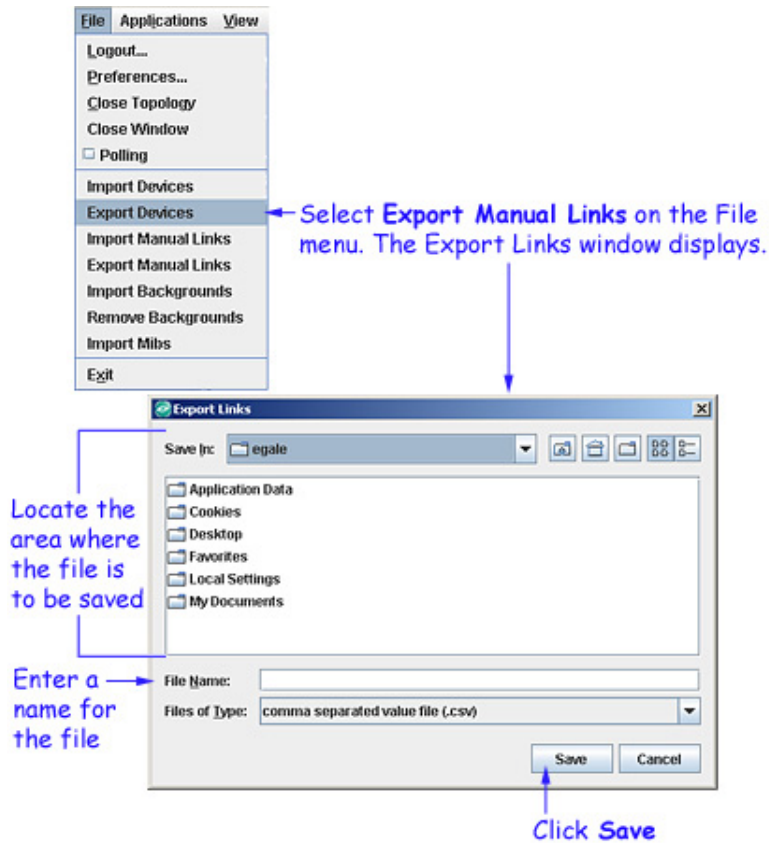 File Applications View
Logout...
Preferences...
Close Topology
Close Window
Polling
Import Devices
Export Devices
Import Manual Links
Export Manual Links
Import Backgrounds
Remove Backgrounds
Import Mibs
Exit
Select Export Manual Links on the File
menu. The Export Links window displays.
Export Links
Save In: egale
Application Data
Cookies
Desktop
Favorites
Local Settings
My Documents
Locate the
area where
the file is
to be saved
Enter a
name for
the file
File Name:
Files of Type: comma separated value file (.csv)
Save Cancel
Click Save